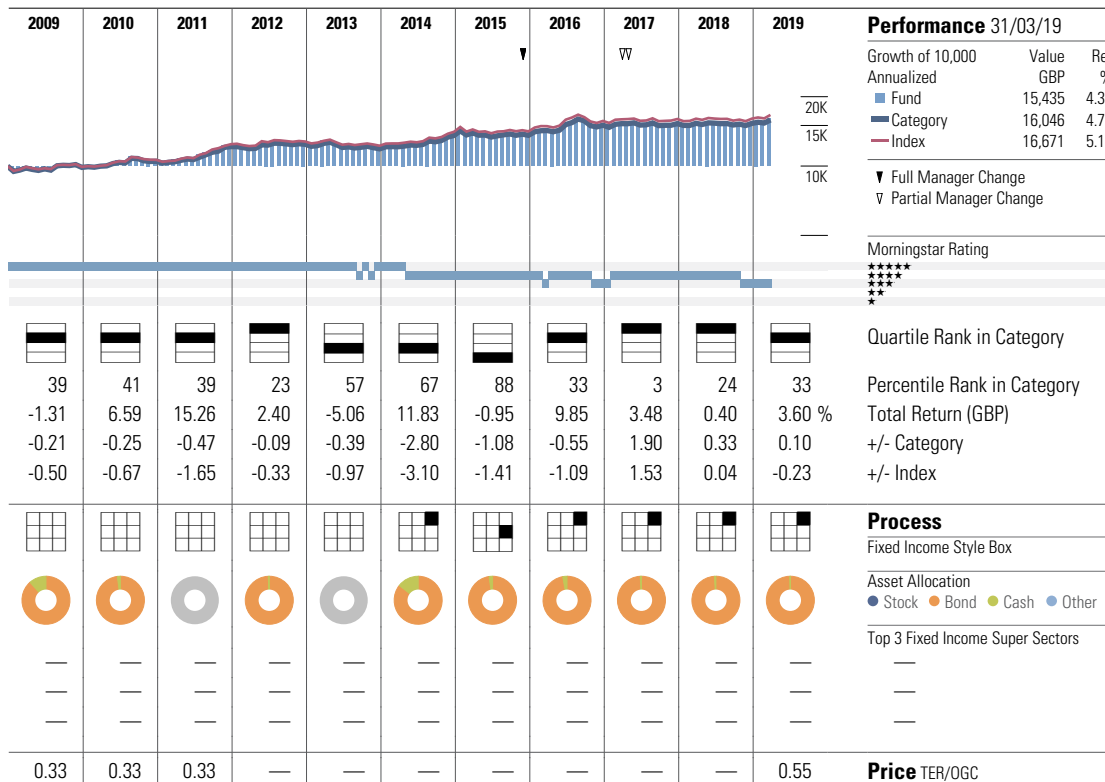 2009 2010 2011 2012 2013 2014 2015 2016 2017 2018 2019
Performance 31/03/19
Growth of 10,000 Value Re
Annualized GBP %
Fund 15,435 4.3
Category 16,046 4.7
Index 16,671 5.1
20K
15K
10K
Full Manager Change
Partial Manager Change
Morningstar Rating
★★★★★
★★★★
★★★
★★
★
Quartile Rank in Category
39 41 39 23 57 67 88 33 3 24 33 Percentile Rank in Category
-1.31 6.59 15.26 2.40 -5.06 11.83 -0.95 9.85 3.48 0.40 3.60 % Total Return (GBP)
-0.21 -0.25 -0.47 -0.09 -0.39 -2.80 -1.08 -0.55 1.90 0.33 0.10 +/- Category
-0.50 -0.67 -1.65 -0.33 -0.97 -3.10 -1.41 -1.09 1.53 0.04 -0.23 +/- Index
Process
Fixed Income Style Box
Asset Allocation
Stock Bond Cash Other
Top 3 Fixed Income Super Sectors
— — — — — — — — — — — —
— — — — — — — — — — — —
— — — — — — — — — — — —
0.33 0.33 0.33 — — — — — — — 0.55 Price TER/OGC